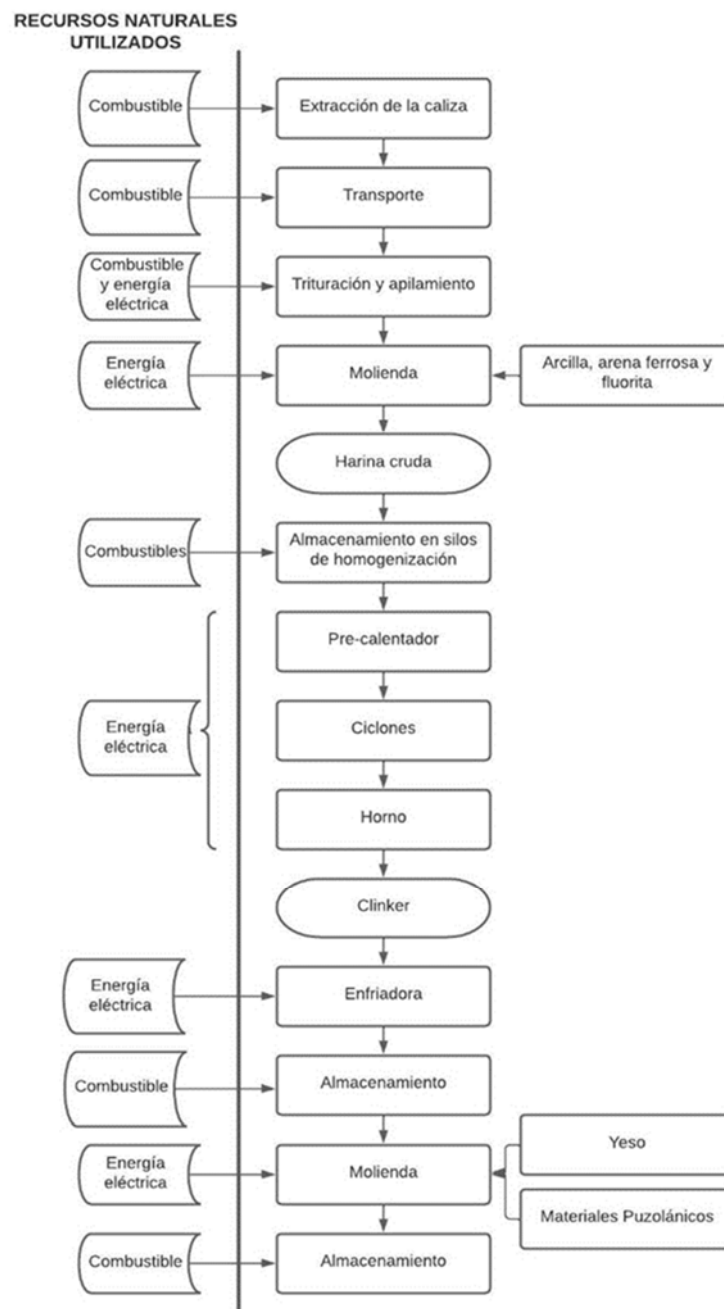 RECURSOS NATURALES
UTILIZADOS
Combustible
Extracción de la caliza
Combustible
Transporte
Combustible
y energía
eléctrica
Trituración y apilamiento
Energía
eléctrica
Molienda
Arcilla, arena ferrosa y
fluorita
Harina cruda
Combustibles
Almacenamiento en silos
de homogenización
Pre-calentador
Energía
eléctrica
Ciclones
Horno
Clinker
Energía
eléctrica
Enfriadora
Combustible
Almacenamiento
Yeso
Energía
eléctrica
Molienda
Materiales Puzolánicos
Combustible
Almacenamiento